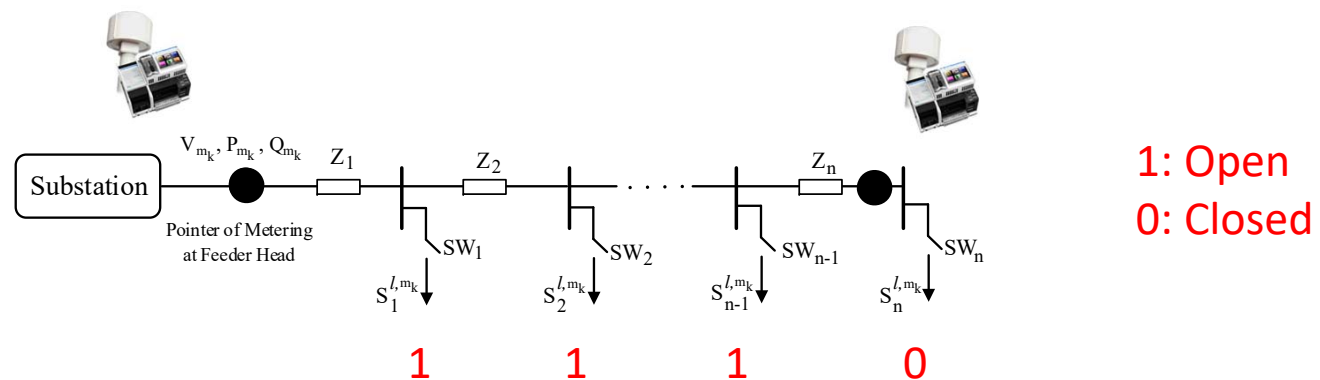 V_{m_k}, P_{m_k}, Q_{m_k}
Z_1
Z_2
Z_n
Substation
Pointer of Metering
at Feeder Head
SW_1
SW_2
SW_{n-1}
SW_n
S_1^{l,m_k}
S_2^{l,m_k}
S_{n-1}^{l,m_k}
S_n^{l,m_k}
1 1 1 0
1: Open
0: Closed